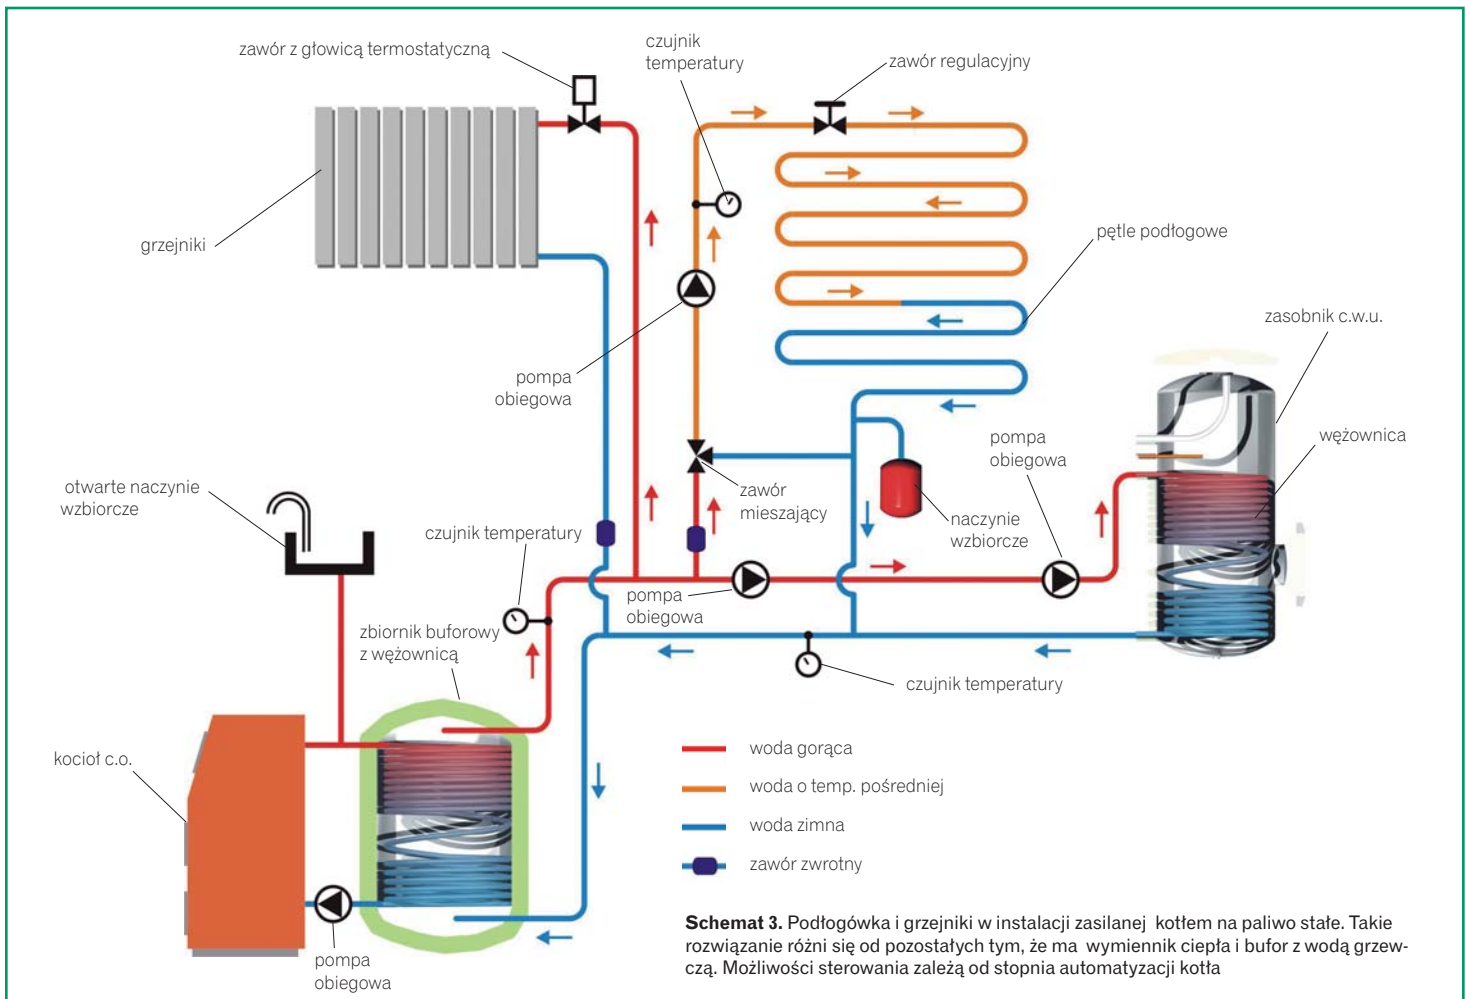 zawór z głowicą termostatyczną
czujnik
temperatury
zawór regulacyjny
grzejniki
pętle podłogowe
zasobnik c.w.u.
pompa
obiegowa
pompa
obiegowa
wężownica
otwarte naczynie
wzbiorcze
czujnik temperatury
zawór
mieszający
naczynie
wzbiorcze
pompa
obiegowa
zbiornik buforowy
z wężownicą
czujnik temperatury
kocioł c.o.
woda gorąca
woda o temp. pośredniej
woda zimna
zawór zwrotny
pompa
obiegowa
Schemat 3. Podłogówka i grzejniki w instalacji zasilanej kotłem na paliwo stałe. Takie
rozwiązanie różni się od pozostałych tym, że ma wymiennik ciepła i bufor z wodą grzew-
czą. Możliwości sterowania zależą od stopnia automatyzacji kotła